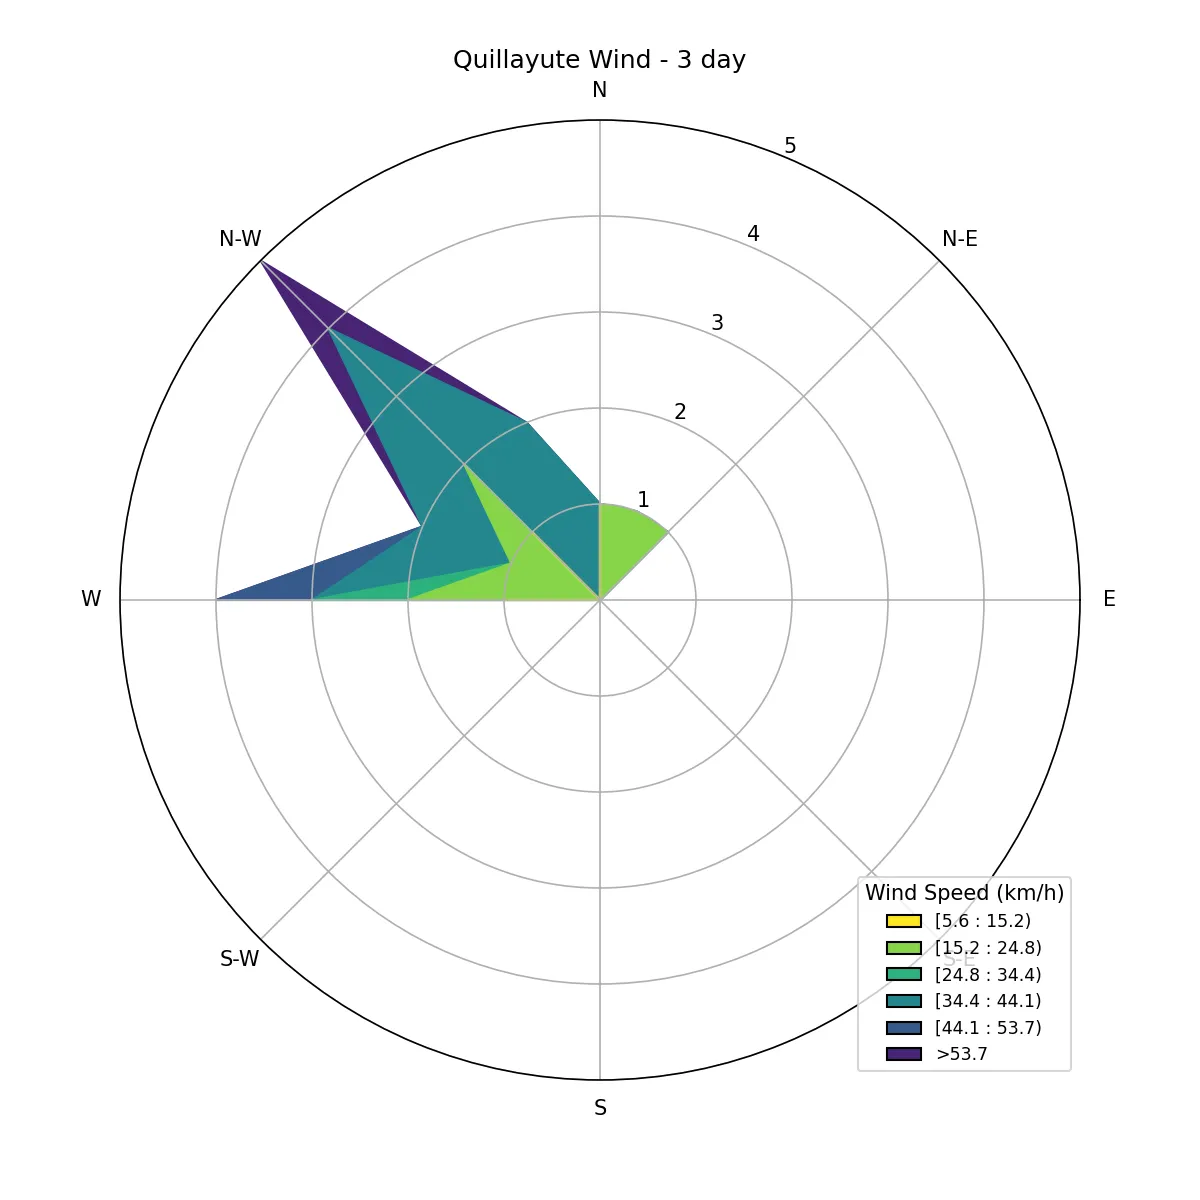 Quillayute Wind - 3 day
N
5
N-W
N-E
4
3
2
1
W
E
S-W
S-E
S
Wind Speed (km/h)
[5.6 : 15.2)
[15.2 : 24.8)
[24.8 : 34.4)
[34.4 : 44.1)
[44.1 : 53.7)
>53.7